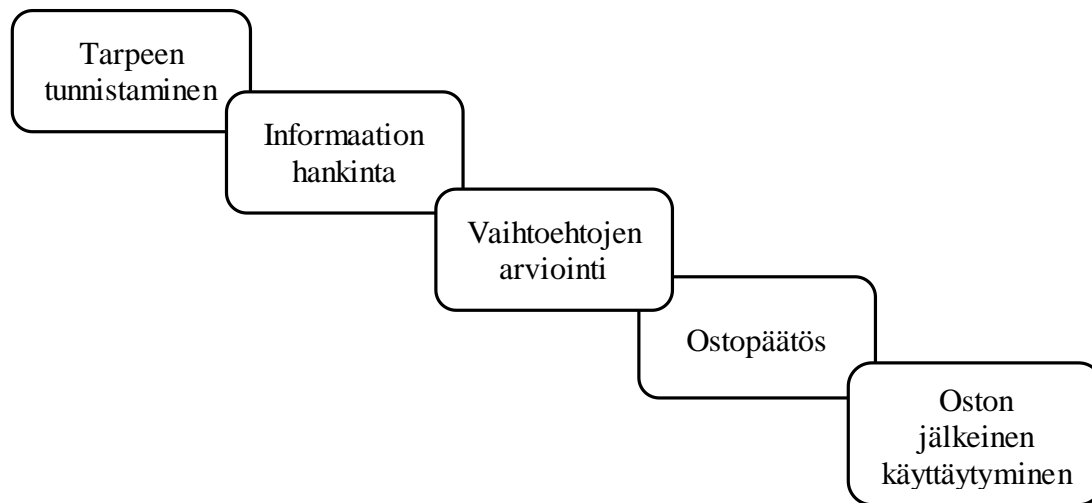 Tarpeen
tunnistaminen
Informaation
hankinta
Vaihtoehtojen
arviointi
Ostopäätös
Oston
jälkeinen
käyttäytyminen